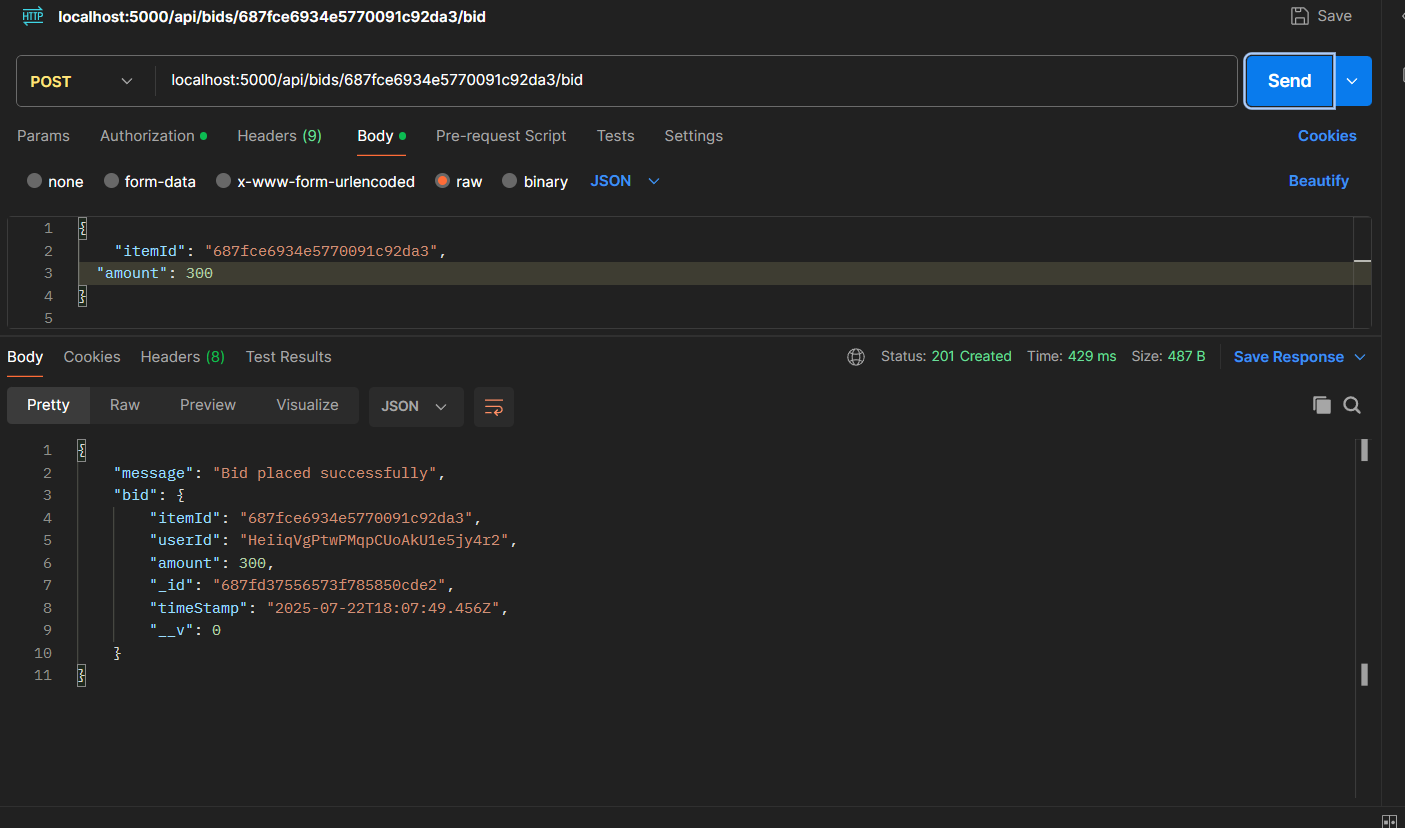 HTTP localhost:5000/api/bids/687fce6934e5770091c92da3/bid Save
POST localhost:5000/api/bids/687fce6934e5770091c92da3/bid Send
Params Authorization Headers (9) Body Pre-request Script Tests Settings Cookies
none form-data x-www-form-urlencoded raw binary JSON Beautify
1 {
2 "itemId": "687fce6934e5770091c92da3",
3 "amount": 300
4 }
5
Body Cookies Headers (8) Test Results Status: 201 Created Time: 429 ms Size: 487 B Save Response
Pretty Raw Preview Visualize JSON
1 {
2 "message": "Bid placed successfully",
3 "bid": {
4 "itemId": "687fce6934e5770091c92da3",
5 "userId": "HeiiqVgPtwPMqpCUoAkU1e5jy4r2",
6 "amount": 300,
7 "_id": "687fd37556573f785850cde2",
8 "timeStamp": "2025-07-22T18:07:49.456Z",
9 "__v": 0
10 }
11 }